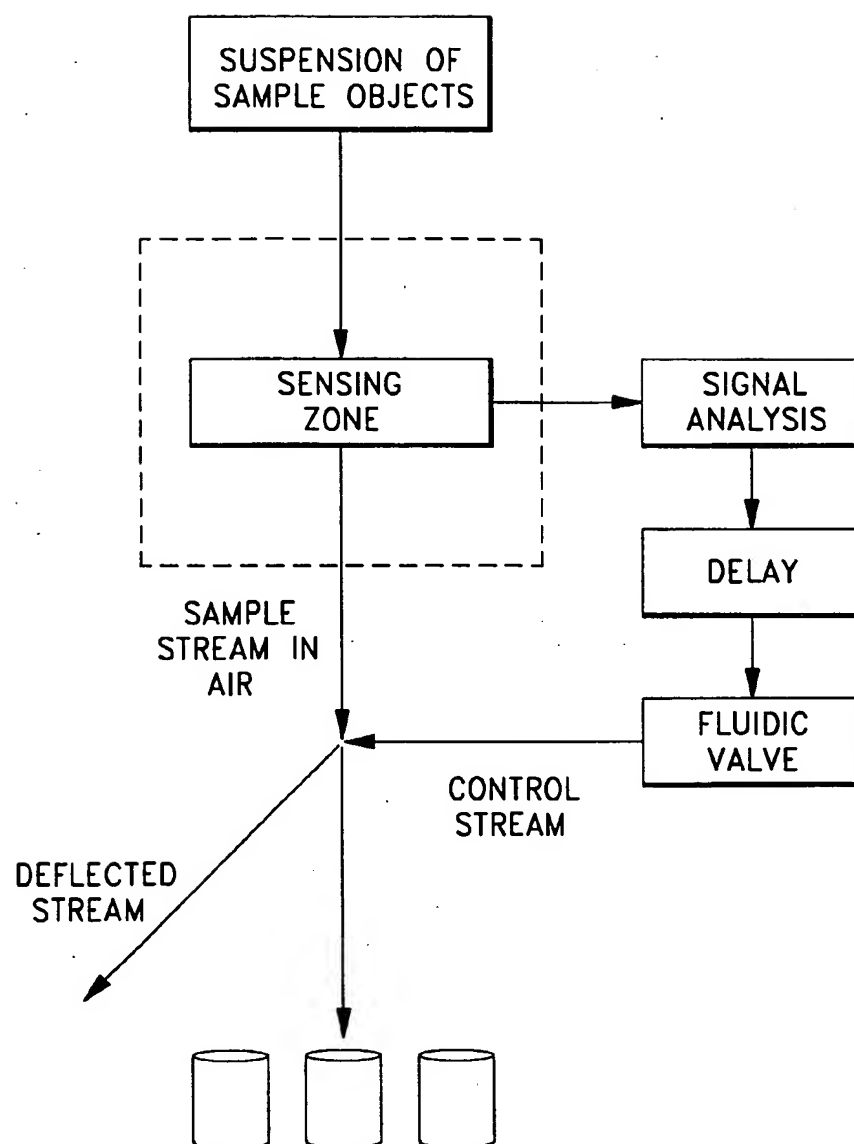 SUSPENSION OF
SAMPLE OBJECTS
SENSING
ZONE
SIGNAL
ANALYSIS
DELAY
SAMPLE
STREAM IN
AIR
FLUIDIC
VALVE
CONTROL
STREAM
DEFLECTED
STREAM